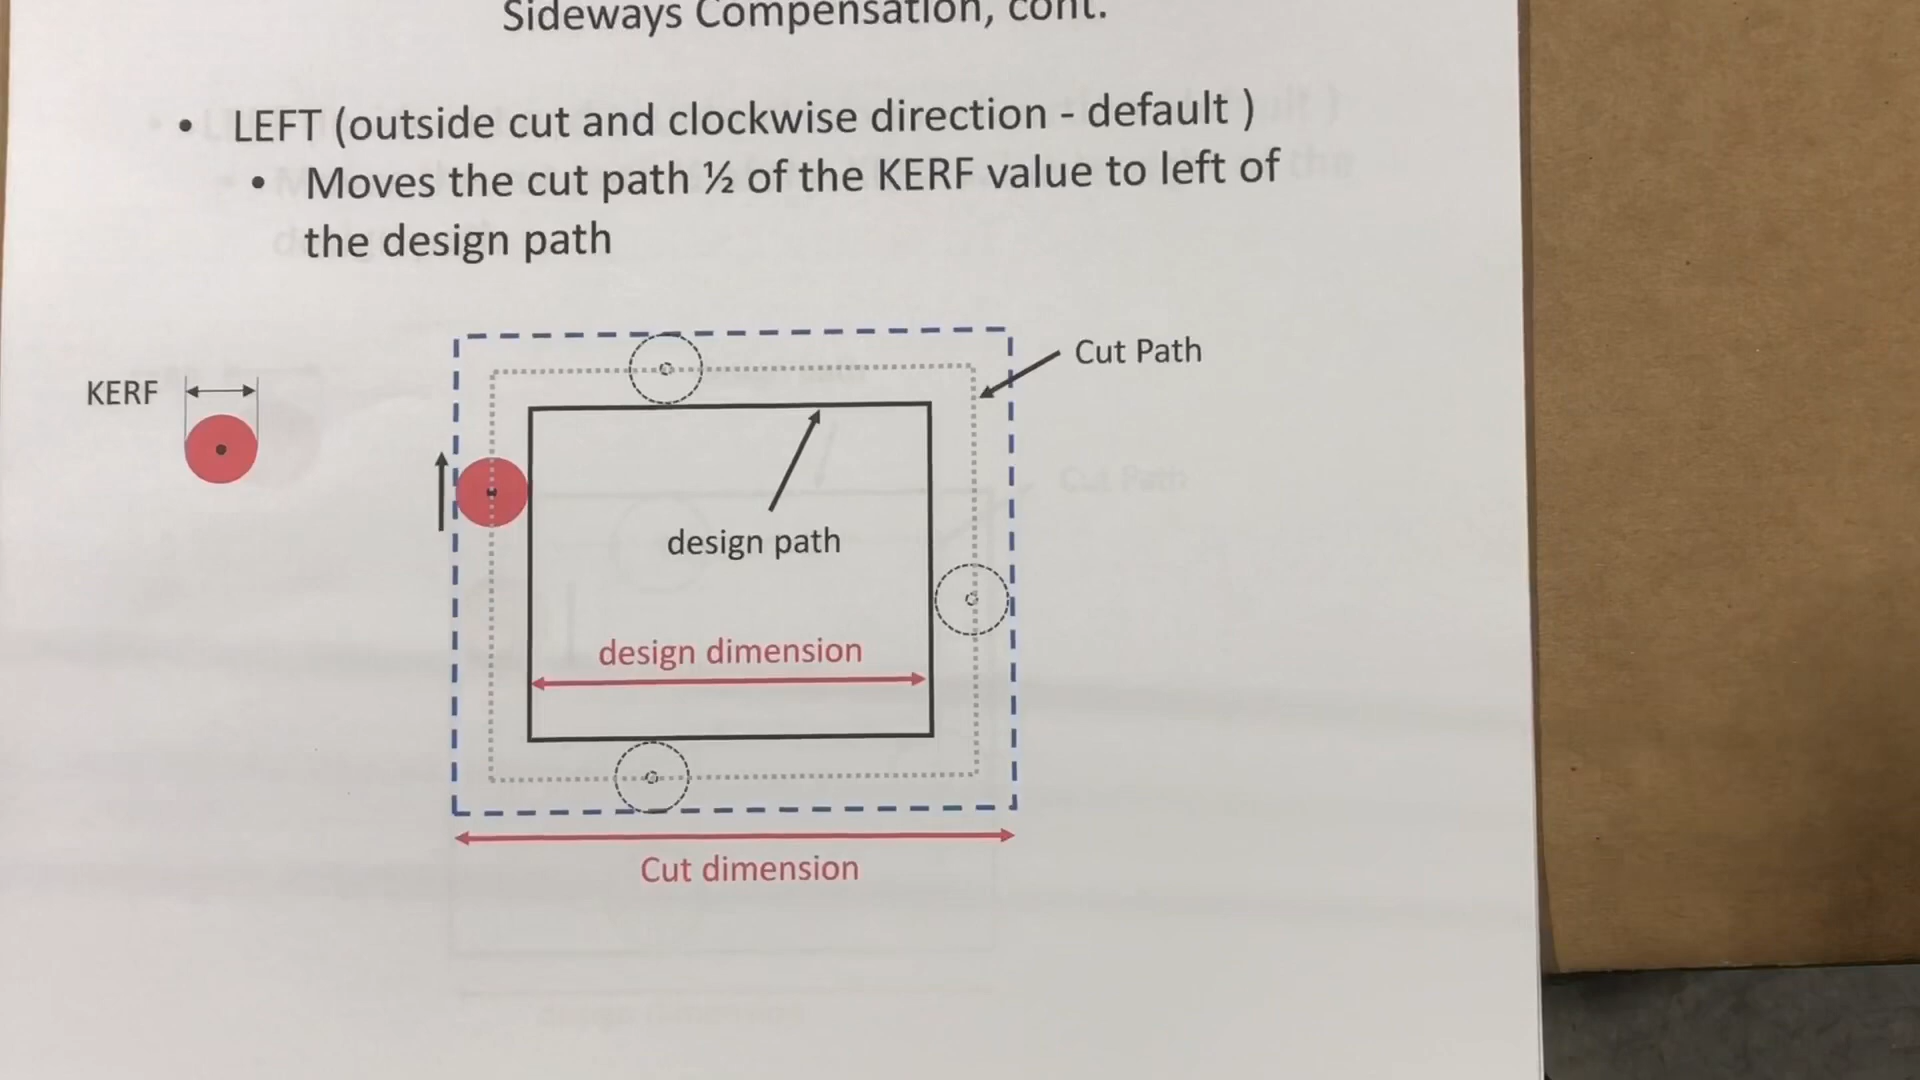 Sideways Compensation, cont.
• LEFT (outside cut and clockwise direction - default )
• Moves the cut path ½ of the KERF value to left of
the design path
Cut Path
KERF
design path
design dimension
Cut dimension